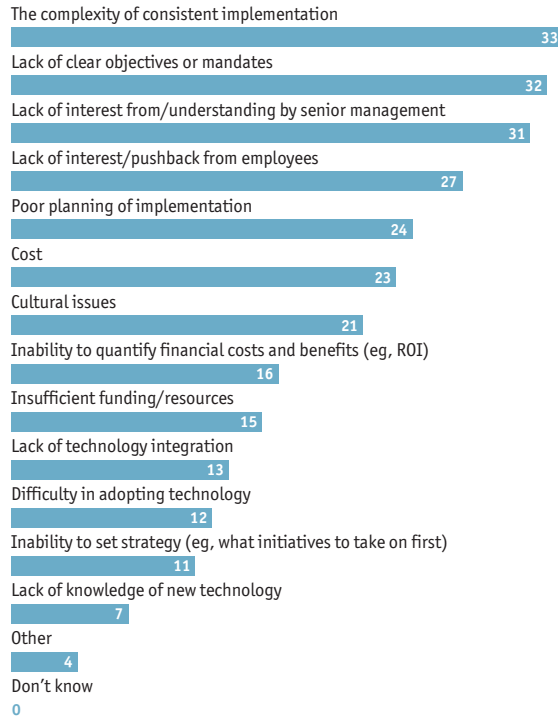 The complexity of consistent implementation
33
Lack of clear objectives or mandates
32
Lack of interest from/understanding by senior management
31
Lack of interest/pushback from employees
27
Poor planning of implementation
24
Cost
23
Cultural issues
21
Inability to quantify financial costs and benefits (eg, ROI)
16
Insufficient funding/resources
15
Lack of technology integration
13
Difficulty in adopting technology
12
Inability to set strategy (eg, what initiatives to take on first)
11
Lack of knowledge of new technology
7
Other
4
Don't know
0